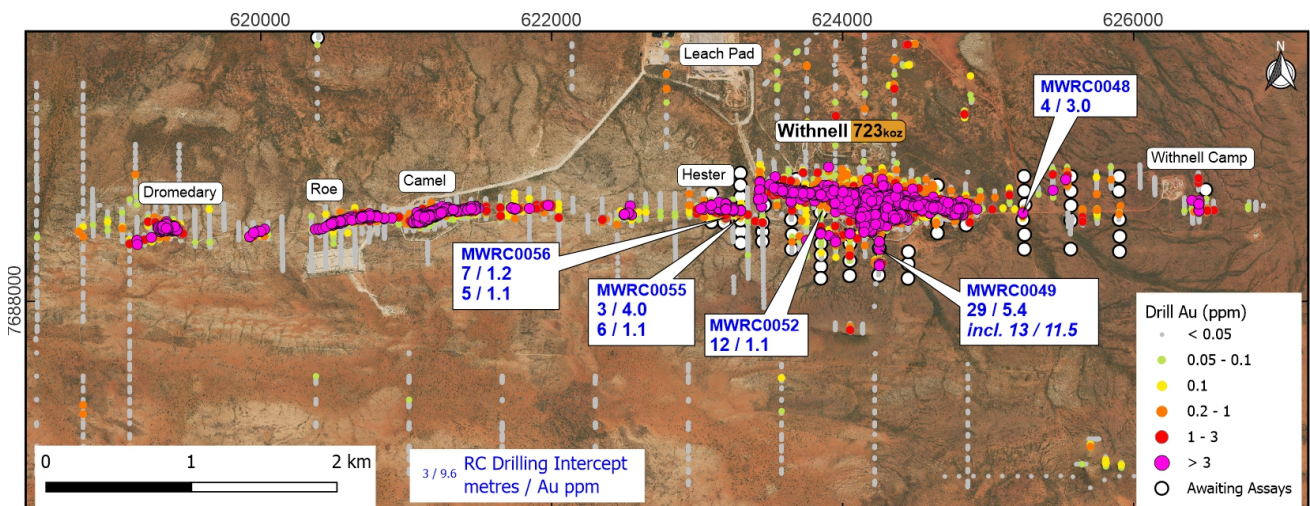 620000
622000
624000
626000
7688000
N
Leach Pad
MWRC0048
4 / 3.0
Withnell 723koz
Withnell Camp
Hester
Camel
Roe
Dromedary
MWRC0056
7 / 1.2
5 / 1.1
MWRC0055
3 / 4.0
6 / 1.1
MWRC0052
12 / 1.1
MWRC0049
29 / 5.4
incl. 13 / 11.5
Drill Au (ppm)
< 0.05
0.05 - 0.1
0.1
0.2 - 1
1 - 3
> 3
Awaiting Assays
0 1 2 km
3 / 9.6 RC Drilling Intercept
metres / Au ppm